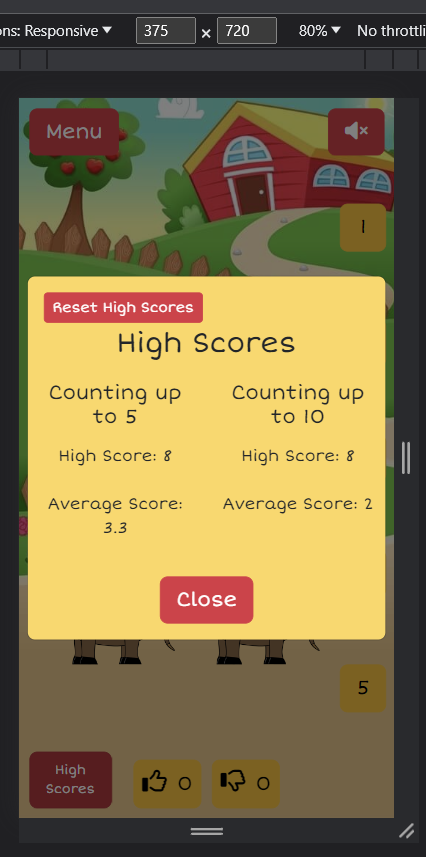 ons: Responsive ▼ 375 × 720 80% ▼ No throttli
Menu
1
Reset High Scores
High Scores
Counting up
to 5
High Score: 8
Average Score:
3.3
Counting up
to 10
High Score: 8
Average Score: 2
Close
5
High
Scores
0
0